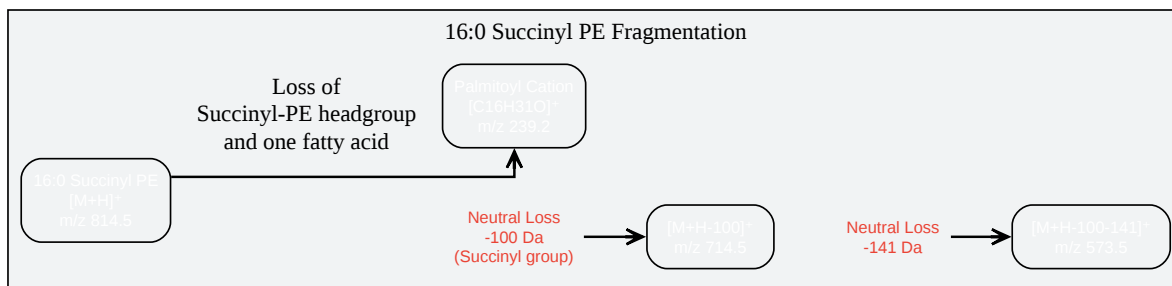 16:0 Succinyl PE Fragmentation
Loss of
Succinyl-PE headgroup
and one fatty acid
Palmitoyl Cation
[C16H31O]⁺
m/z 239.2
16:0 Succinyl PE
[M+H]⁺
m/z 814.5
Neutral Loss
-100 Da
(Succinyl group)
[M+H-100]⁺
m/z 714.5
Neutral Loss
-141 Da
[M+H-100-141]⁺
m/z 573.5